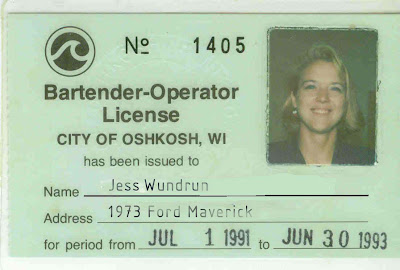 Nº 1405
Bartender-Operator
License
CITY OF OSHKOSH, WI
has been issued to
Name Jess Wundrun
Address 1973 Ford Maverick
for period from JUL 1 1991 to JUN 30 1993